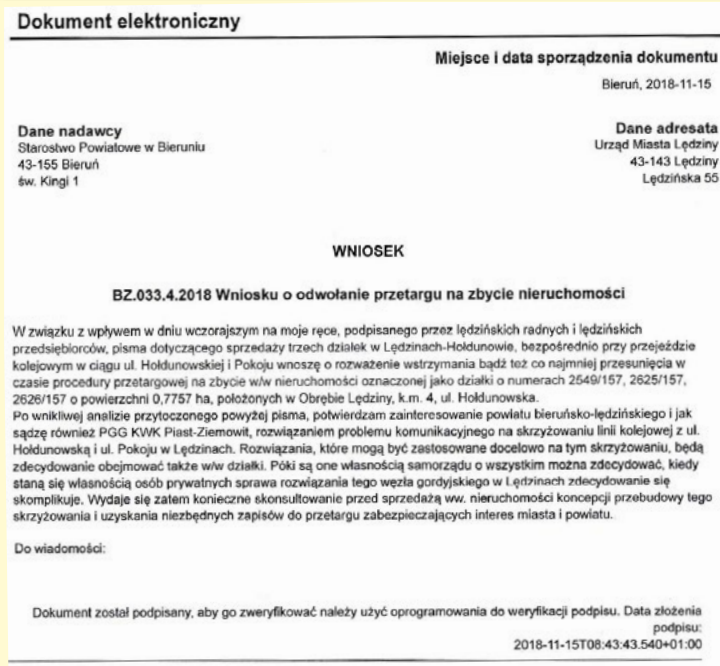 Dokument elektroniczny
Miejsce i data sporządzenia dokumentu
Bieruń, 2018-11-15
Dane nadawcy
Starostwo Powiatowe w Bieruniu
43-155 Bieruń
św. Kingi 1
Dane adresata
Urząd Miasta Lędziny
43-143 Lędziny
Lędzińska 55
WNIOSEK
BZ.033.4.2018 Wniosku o odwołanie przetargu na zbycie nieruchomości
W związku z wpływem w dniu wczorajszym na moje ręce, podpisanego przez lędzińskich radnych i lędzińskich
przedsiębiorców, pisma dotyczącego sprzedaży trzech działek w Lędzinach-Hołdunowie, bezpośrednio przy przejeździe
kolejowym w ciągu ul. Hołdunowskiej i Pokoju wnoszę o rozważenie wstrzymania bądź też co najmniej przesunięcia w
czasie procedury przetargowej na zbycie w/w nieruchomości oznaczonej jako działki o numerach 2549/157, 2625/157,
2626/157 o powierzchni 0,7757 ha, położonych w Obrębie Lędziny, k.m. 4, ul. Hołdunowska.
Po wnikliwej analizie przytoczonego powyżej pisma, potwierdzam zainteresowanie powiatu bieruńsko-lędzińskiego i jak
sądzę również PGG KWK Piast-Ziemowit, rozwiązaniem problemu komunikacyjnego na skrzyżowaniu linii kolejowej z ul.
Hołdunowską i ul. Pokoju w Lędzinach. Rozwiązania, które mogą być zastosowane docelowo na tym skrzyżowaniu, będą
zdecydowanie obejmować także w/w działki. Póki są one własnością samorządu o wszystkim można zdecydować, kiedy
staną się własnością osób prywatnych sprawa rozwiązania tego węzła gordyjskiego w Lędzinach zdecydowanie się
skomplikuje. Wydaje się zatem konieczne skonsultowanie przed sprzedażą ww. nieruchomości koncepcji przebudowy tego
skrzyżowania i uzyskania niezbędnych zapisów do przetargu zabezpieczających interes miasta i powiatu.
Do wiadomości:
Dokument został podpisany, aby go zweryfikować należy użyć oprogramowania do weryfikacji podpisu. Data złożenia
podpisu:
2018-11-15T08:43:43.540+01:00